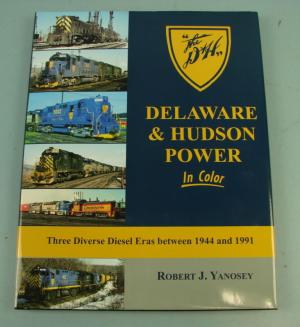 "The
D&H"
DELAWARE
& HUDSON
POWER
In Color
Three Diverse Diesel Eras between 1944 and 1991
ROBERT J. YANOSEY